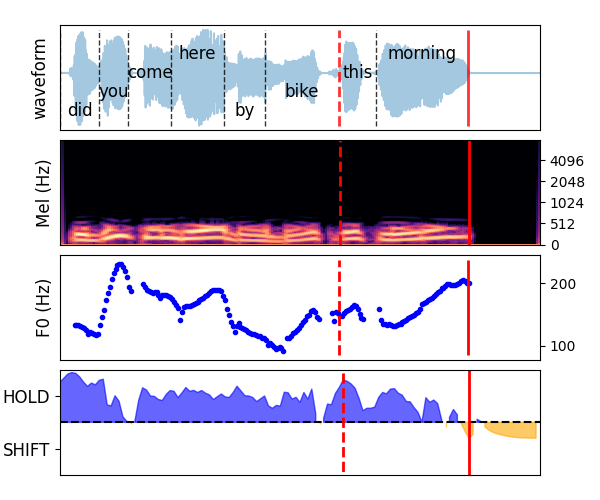 waveform
did you come here by bike this morning
Mel (Hz)
4096
2048
1024
512
0
F0 (Hz)
200
100
HOLD
SHIFT